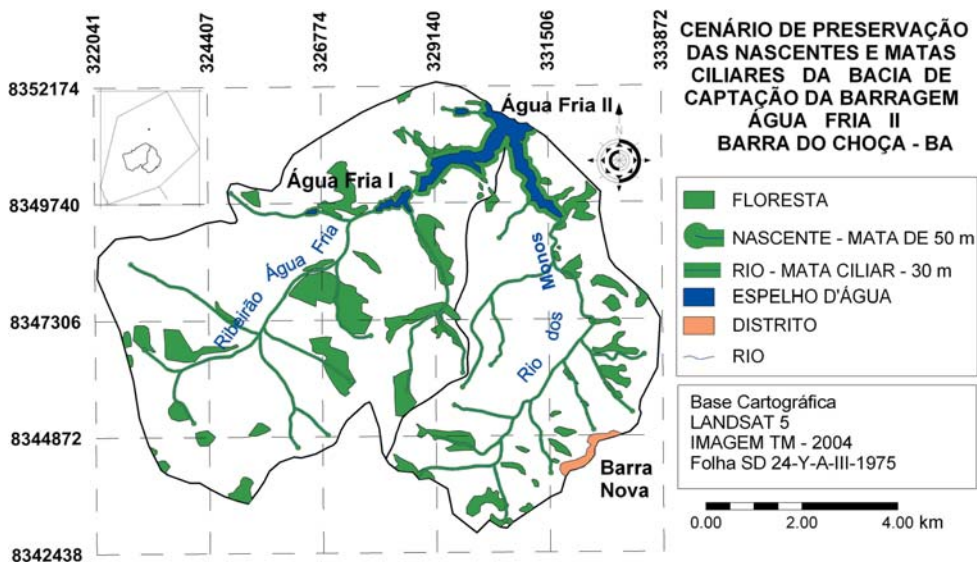 322041
324407
326774
329140
331506
333872
8352174
8349740
8347306
8344872
8342438
Água Fria II
N
Água Fria I
Ribeirão Água Fria
Rio dos Monos
Barra
Nova
CENÁRIO DE PRESERVAÇÃO
DAS NASCENTES E MATAS
CILIARES DA BACIA DE
CAPTAÇÃO DA BARRAGEM
ÁGUA FRIA II
BARRA DO CHOÇA - BA
FLORESTA
NASCENTE - MATA DE 50 m
RIO - MATA CILIAR - 30 m
ESPELHO D'ÁGUA
DISTRITO
RIO
Base Cartográfica
LANDSAT 5
IMAGEM TM - 2004
Folha SD 24-Y-A-III-1975
0.00 2.00 4.00 km